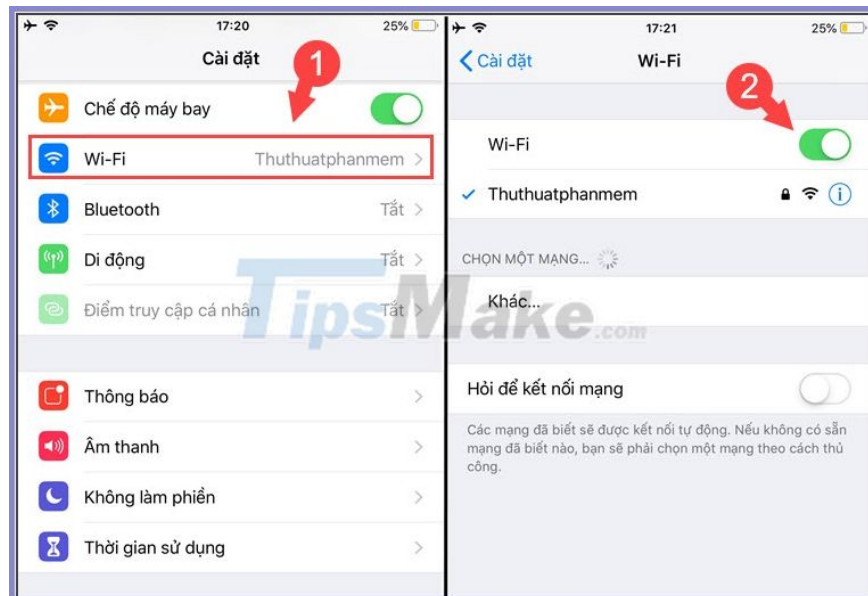 17:20
25%
Cài đặt
1
Chế độ máy bay
Wi-Fi
Thuthuatphanmem
Bluetooth
Tắt
Di động
Tắt
Điểm truy cập cá nhân
Tắt
Thông báo
Âm thanh
Không làm phiền
Thời gian sử dụng
17:21
25%
Cài đặt
Wi-Fi
2
Wi-Fi
Thuthuatphanmem
CHỌN MỘT MẠNG...
Khác...
Hỏi để kết nối mạng
Các mạng đã biết sẽ được kết nối tự động. Nếu không có sẵn
mạng đã biết nào, bạn sẽ phải chọn một mạng theo cách thủ
công.
TipsMake.com